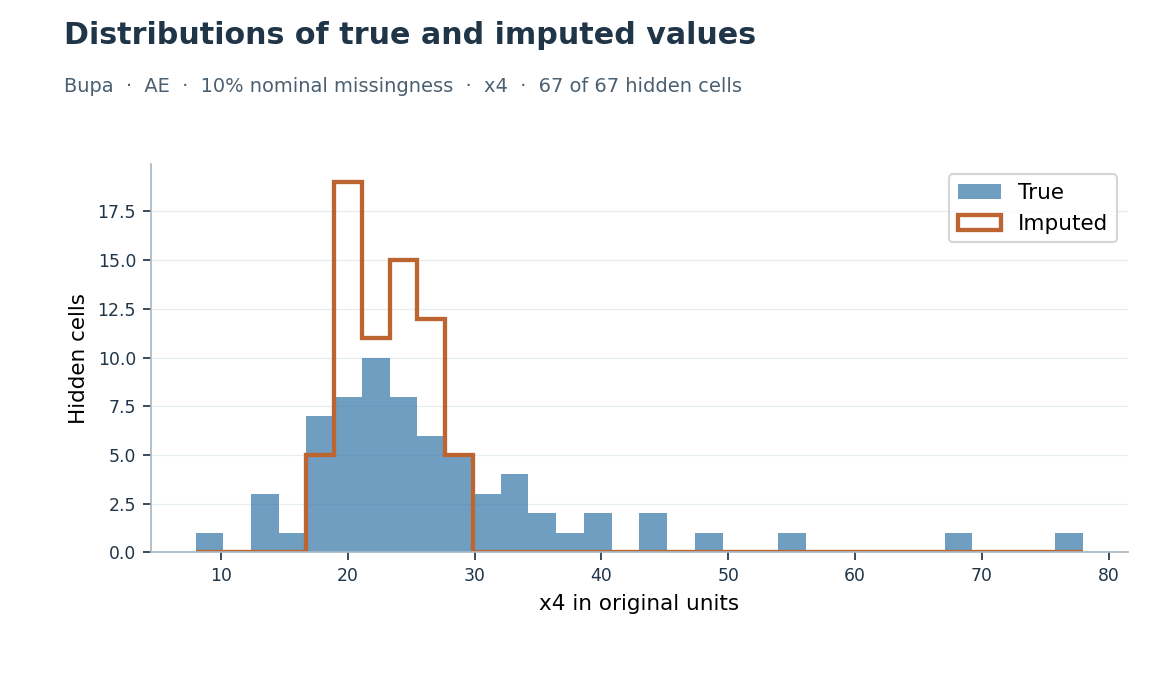 Distributions of true and imputed values
Bupa · AE · 10% nominal missingness · x4 · 67 of 67 hidden cells
True
Imputed
Hidden cells
17.5
15.0
12.5
10.0
7.5
5.0
2.5
0.0
10 20 30 40 50 60 70 80
x4 in original units